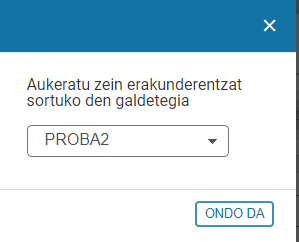 Aukeratu zein erakunderentzat
sortuko den galdetegia
PROBA2
ONDO DA